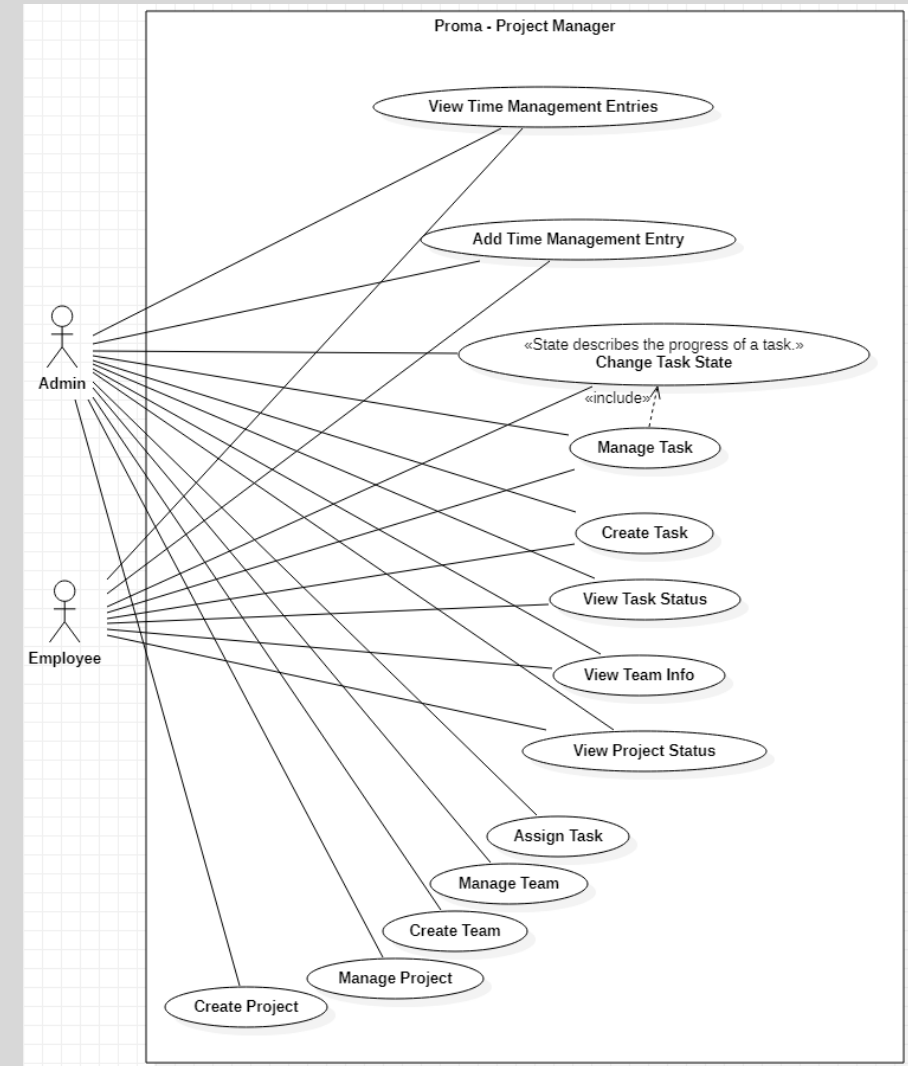 Proma - Project Manager
View Time Management Entries
Add Time Management Entry
«State describes the progress of a task.»
Change Task State
Admin
«include»
Manage Task
Create Task
View Task Status
Employee
View Team Info
View Project Status
Assign Task
Manage Team
Create Team
Manage Project
Create Project